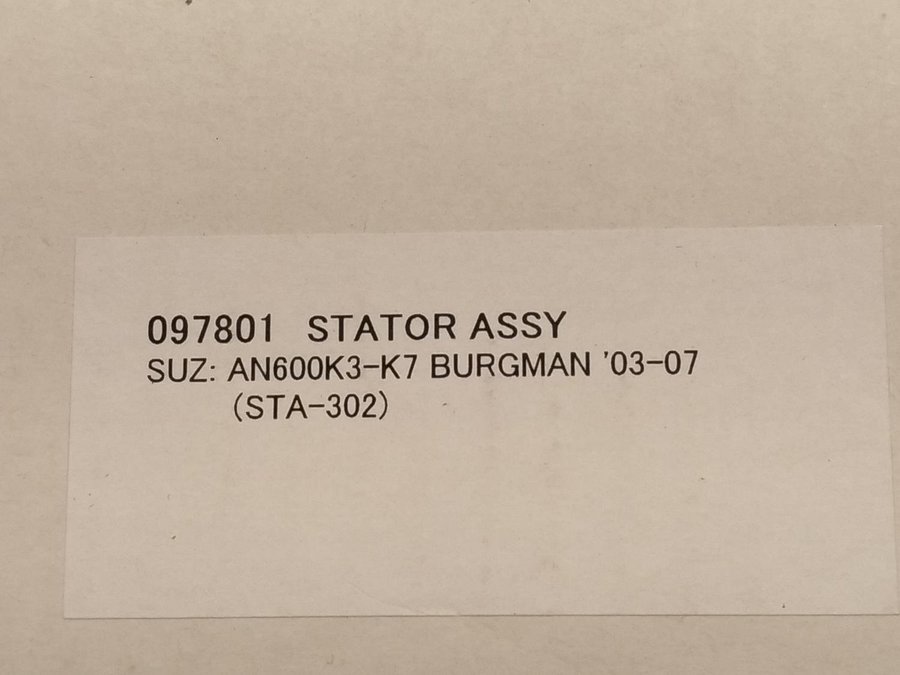 097801 STATOR ASSY
SUZ: AN600K3-K7 BURGMAN '03-07
(STA-302)